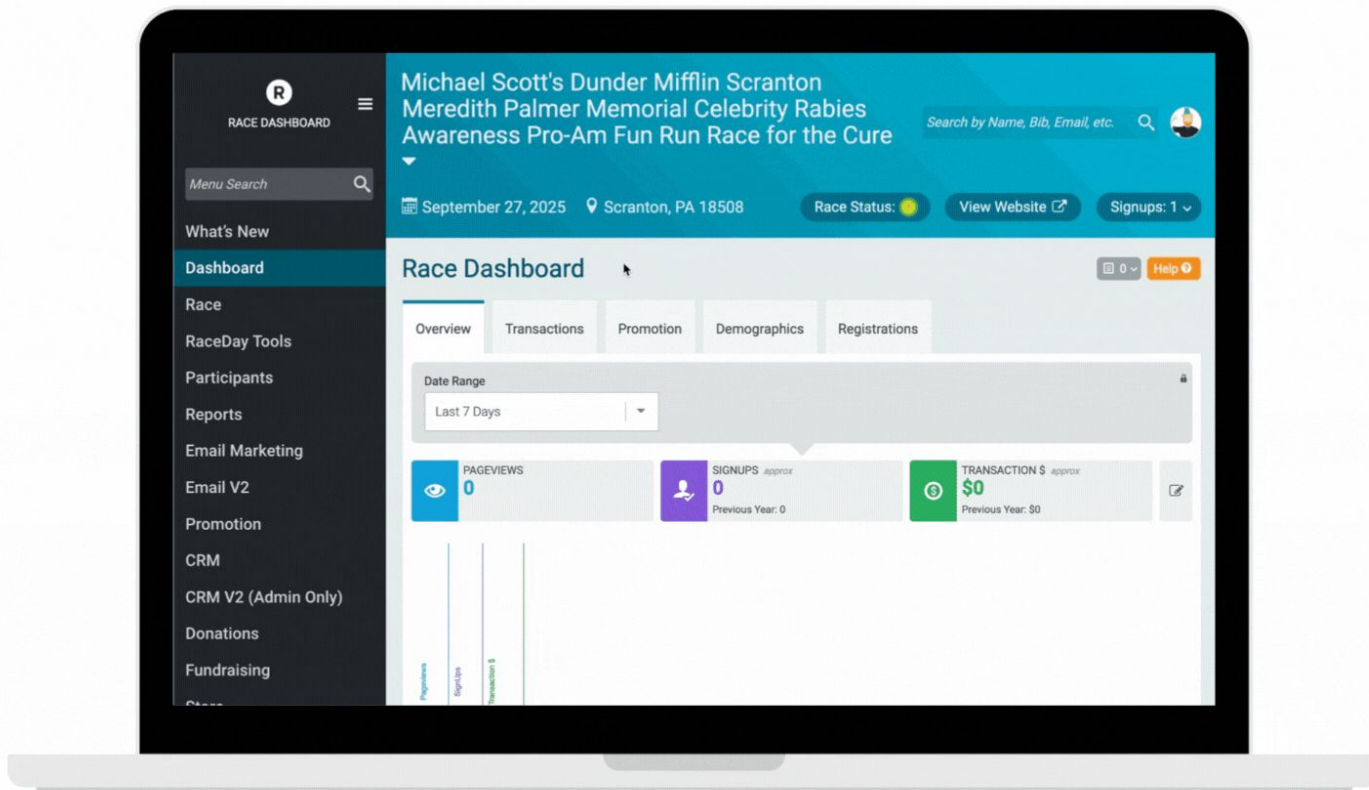 R
RACE DASHBOARD
Menu Search
What's New
Dashboard
Race
RaceDay Tools
Participants
Reports
Email Marketing
Email V2
Promotion
CRM
CRM V2 (Admin Only)
Donations
Fundraising
Store
Michael Scott's Dunder Mifflin Scranton
Meredith Palmer Memorial Celebrity Rabies
Awareness Pro-Am Fun Run Race for the Cure
Search by Name, Bib, Email, etc.
September 27, 2025
Scranton, PA 18508
Race Status:
View Website
Signups: 1
Race Dashboard
0
Help
Overview
Transactions
Promotion
Demographics
Registrations
Date Range
Last 7 Days
PAGEVIEWS
0
SIGNUPS approx
0
Previous Year: 0
TRANSACTION $ approx
$0
Previous Year: $0
Pageviews
SignUps
Transaction $